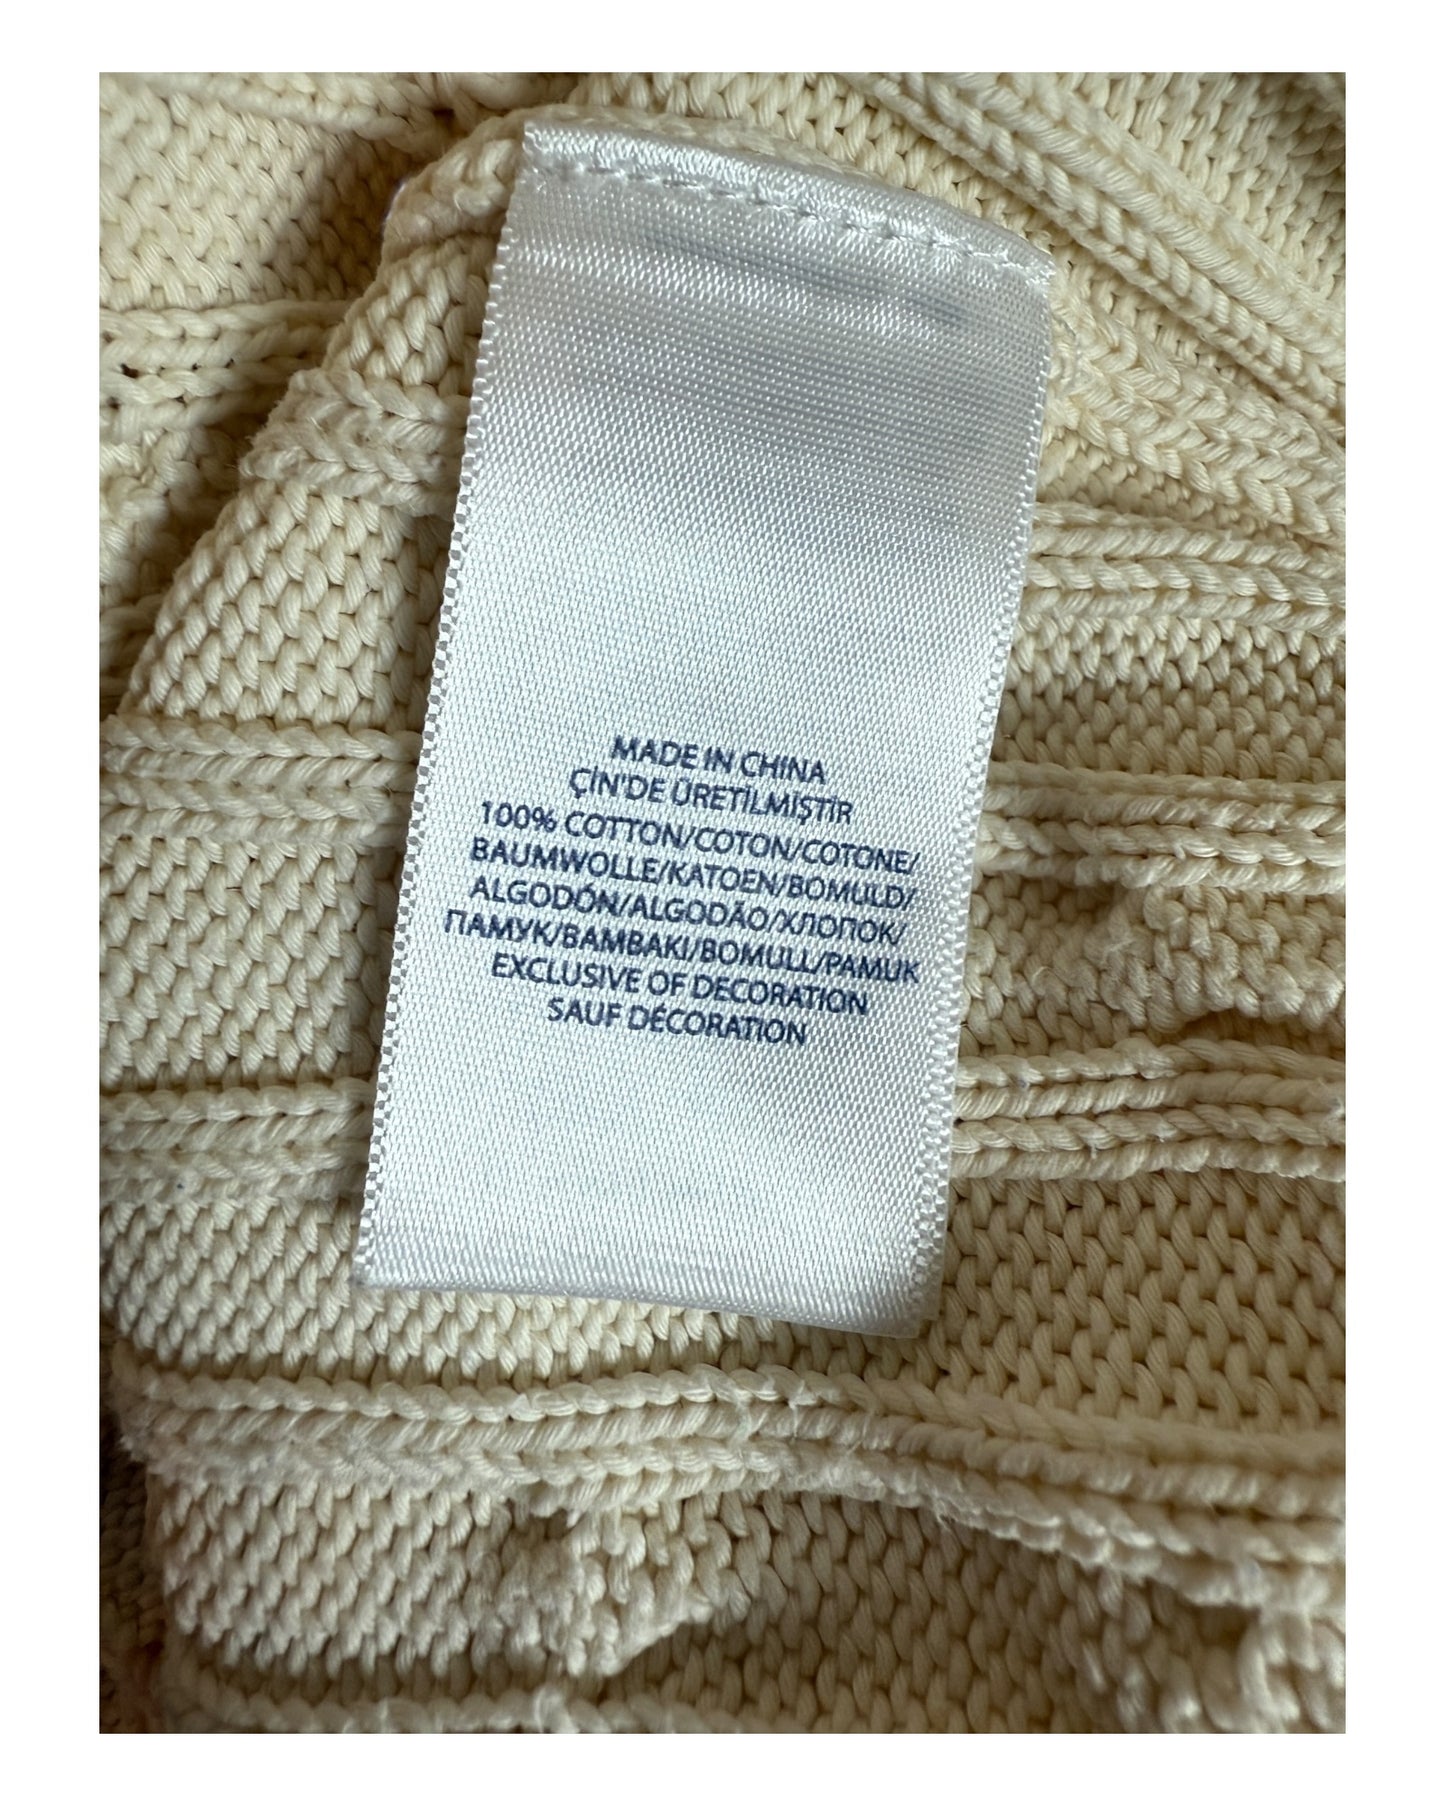 MADE IN CHINA
ÇİN'DE ÜRETİLMİŞTİR
100% COTTON/COTON/COTONE/
BAUMWOLLE/KATOEN/BOMULD/
ALGODÓN/ALGODÃO/ХЛОПОК/
ПАМУК/BAMBAKI/BOMULL/PAMUK
EXCLUSIVE OF DECORATION
SAUF DÉCORATION